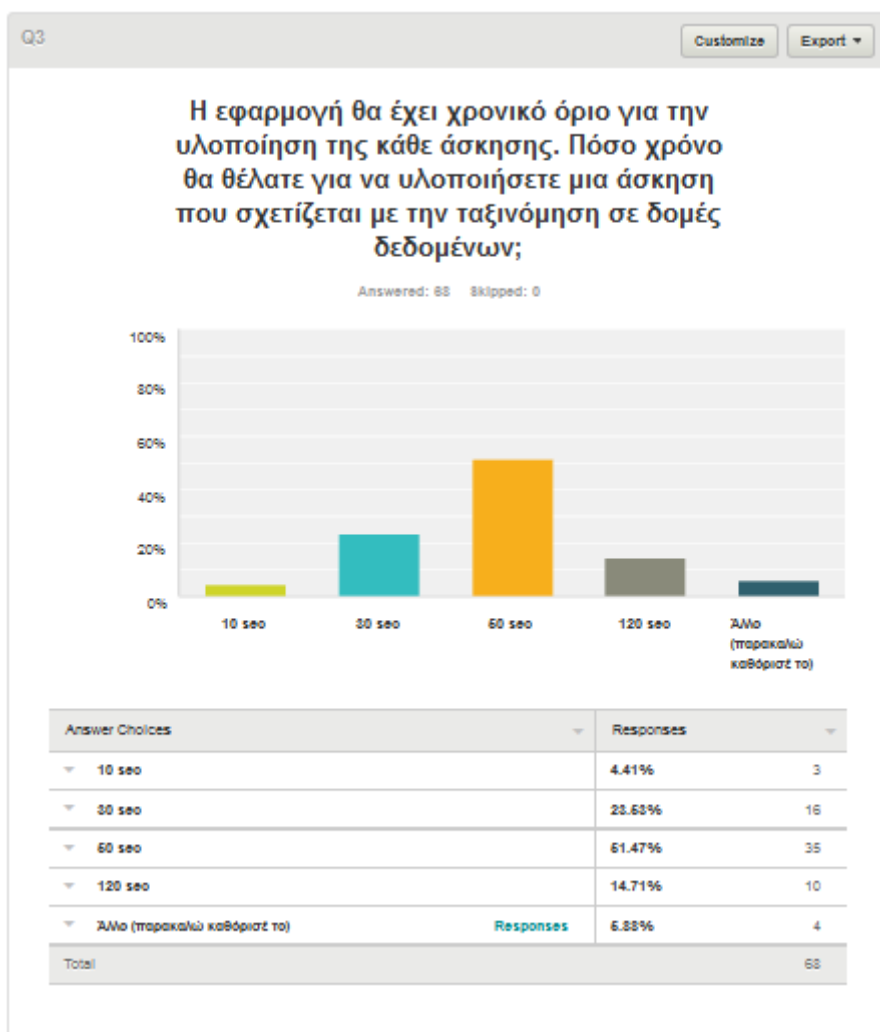 Q3
Customize
Export
Η εφαρμογή θα έχει χρονικό όριο για την
υλοποίηση της κάθε άσκησης. Πόσο χρόνο
θα θέλατε για να υλοποιήσετε μια άσκηση
που σχετίζεται με την ταξινόμηση σε δομές
δεδομένων;
Answered: 68 Skipped: 0
100%
80%
60%
40%
20%
0%
10 sec
30 sec
60 sec
120 sec
Άλλο
(παρακαλώ
καθόρισέ το)
Answer Choices Responses
10 sec 4.41% 3
30 sec 23.53% 16
60 sec 51.47% 35
120 sec 14.71% 10
Άλλο (παρακαλώ καθόρισέ το) Responses 5.88% 4
Total 68